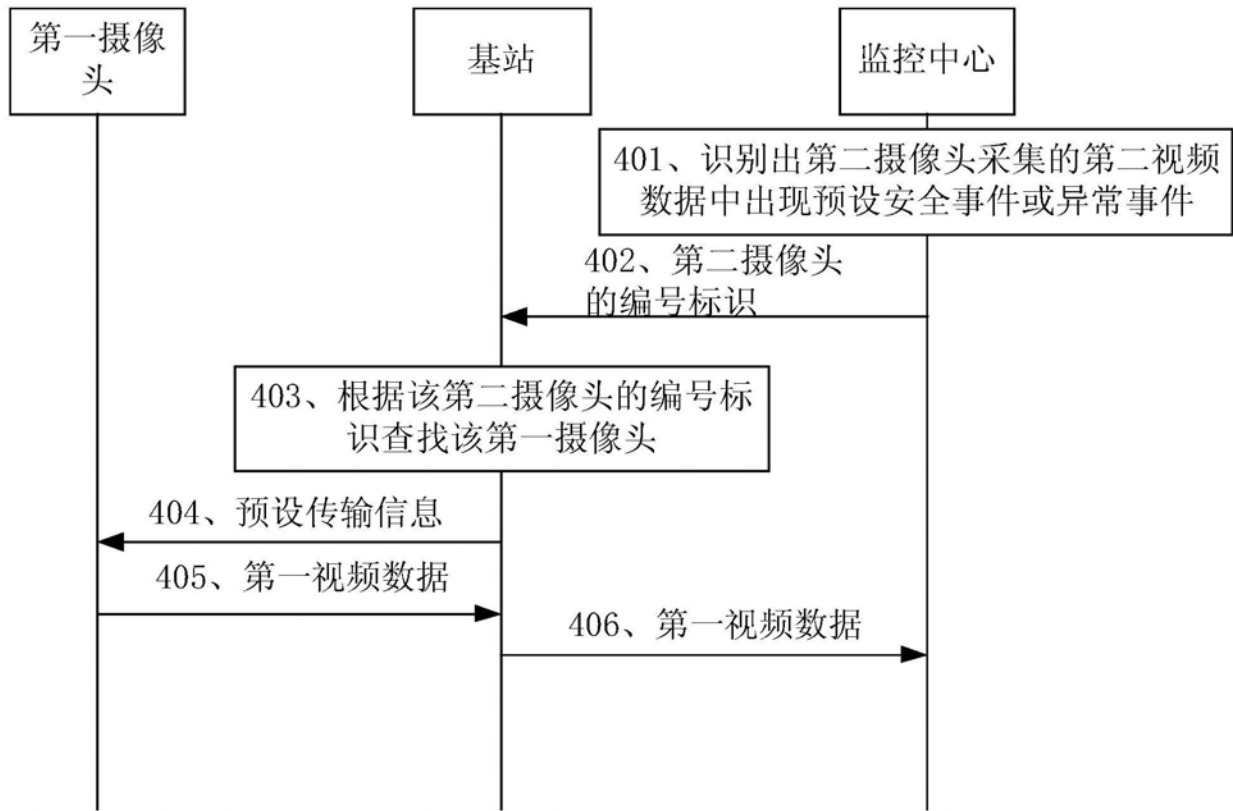 第一摄像
头
基站
监控中心
401、识别出第二摄像头采集的第二视频
数据中出现预设安全事件或异常事件
402、第二摄像头
的编号标识
403、根据该第二摄像头的编号标
识查找该第一摄像头
404、预设传输信息
405、第一视频数据
406、第一视频数据